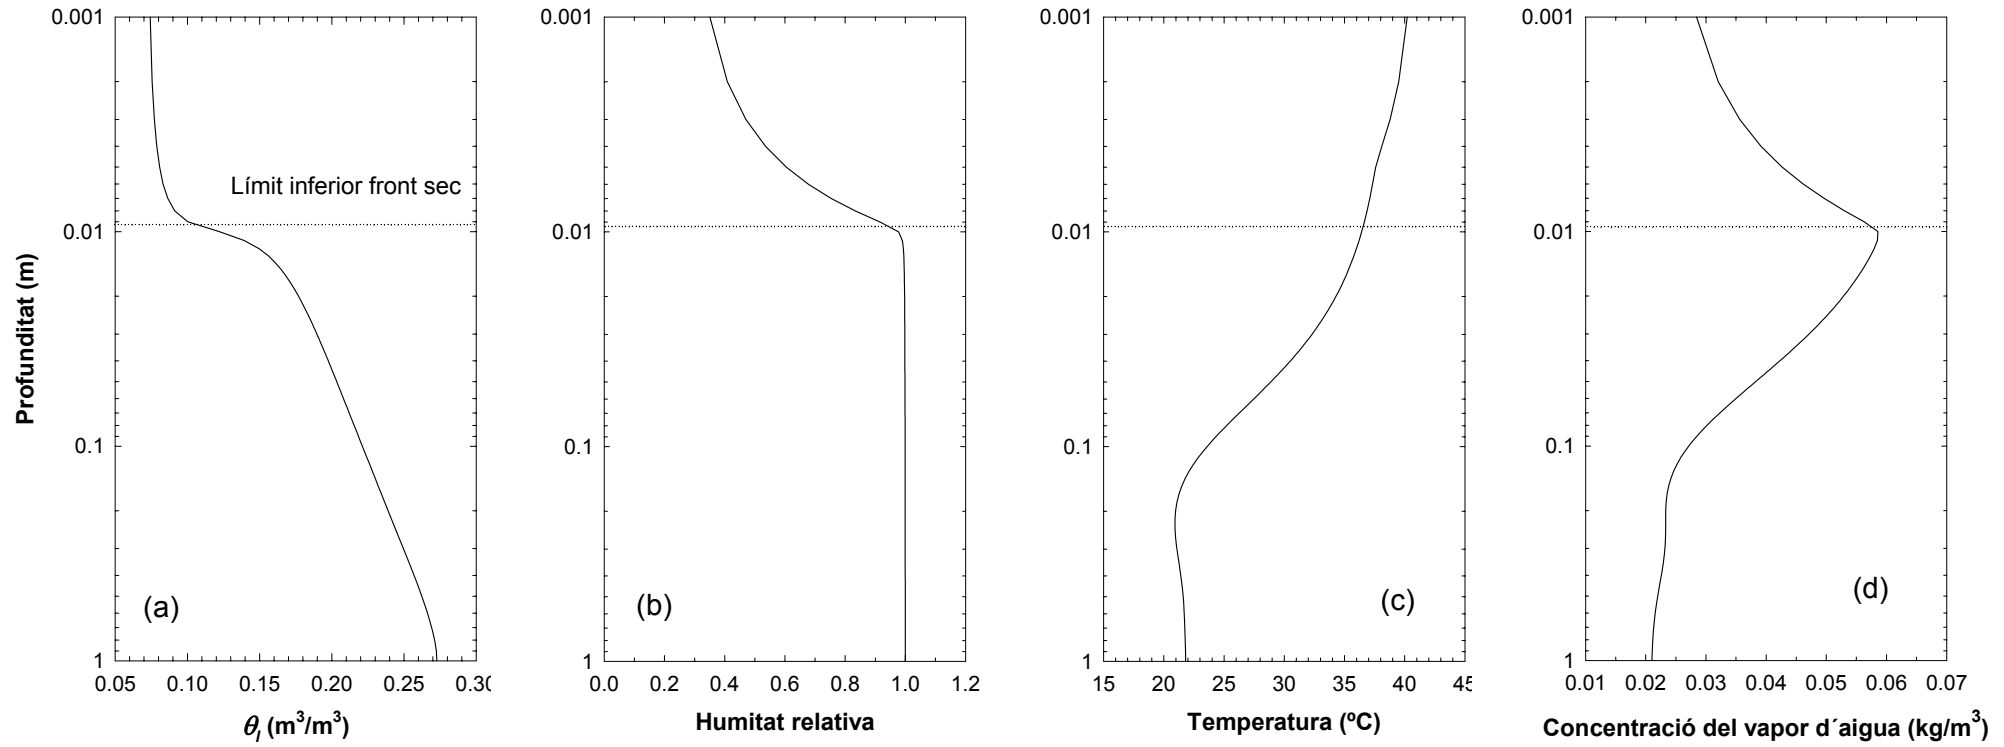 Profunditat (m)
0.001
0.01
0.1
1
Límit inferior front sec
(a)
0.05 0.10 0.15 0.20 0.25 0.30
θl (m3/m3)
0.001
0.01
0.1
1
(b)
0.0 0.2 0.4 0.6 0.8 1.0 1.2
Humitat relativa
0.001
0.01
0.1
1
(c)
15 20 25 30 35 40 45
Temperatura (ºC)
0.001
0.01
0.1
1
(d)
0.01 0.02 0.03 0.04 0.05 0.06 0.07
Concentració del vapor d´aigua (kg/m3)